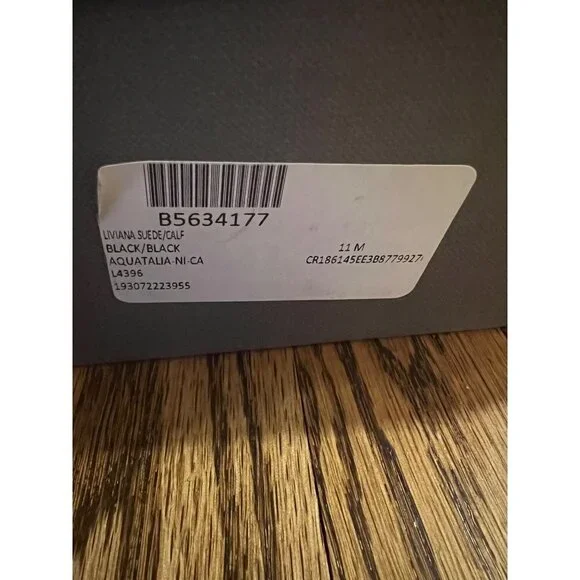 B5634177
LIVIANA SUEDE/CALF
BLACK/BLACK 11 M
AQUATALIA-NI-CA CR186145EE3B8779927
L4396
193072223955